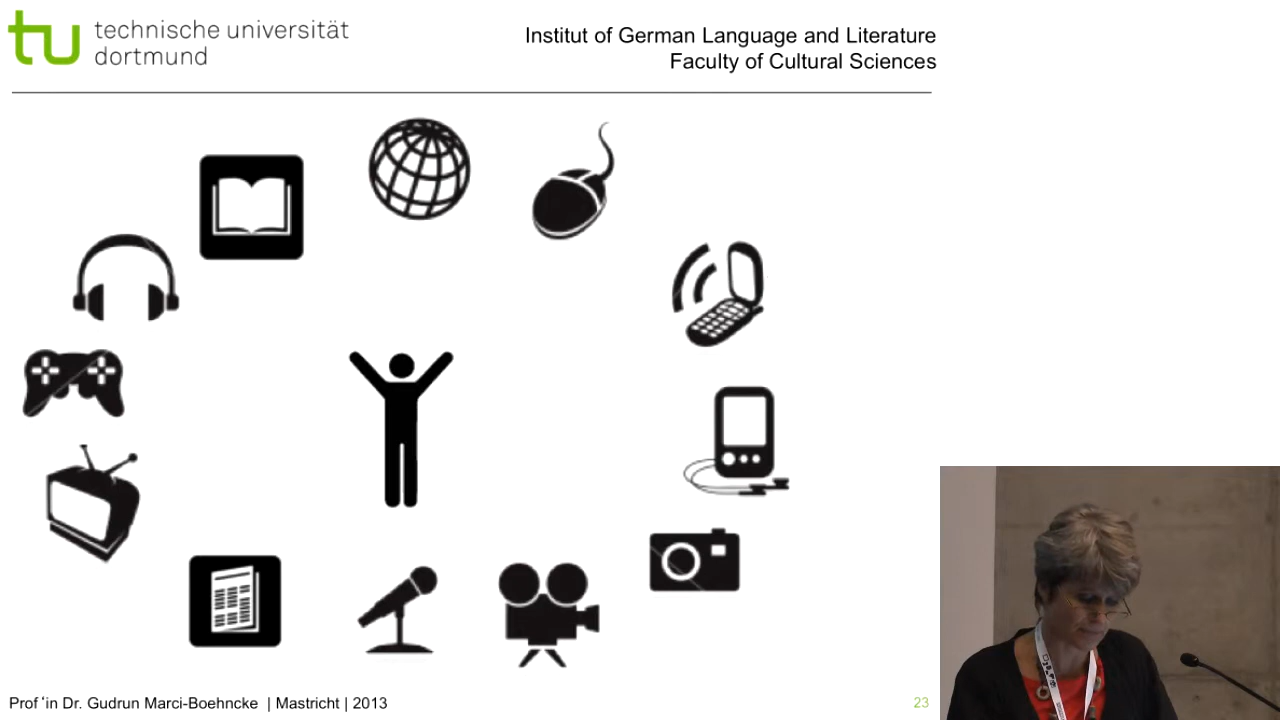 tu technische universität
dortmund
Institut of German Language and Literature
Faculty of Cultural Sciences
Prof‘in Dr. Gudrun Marci-Boehncke | Mastricht | 2013
23